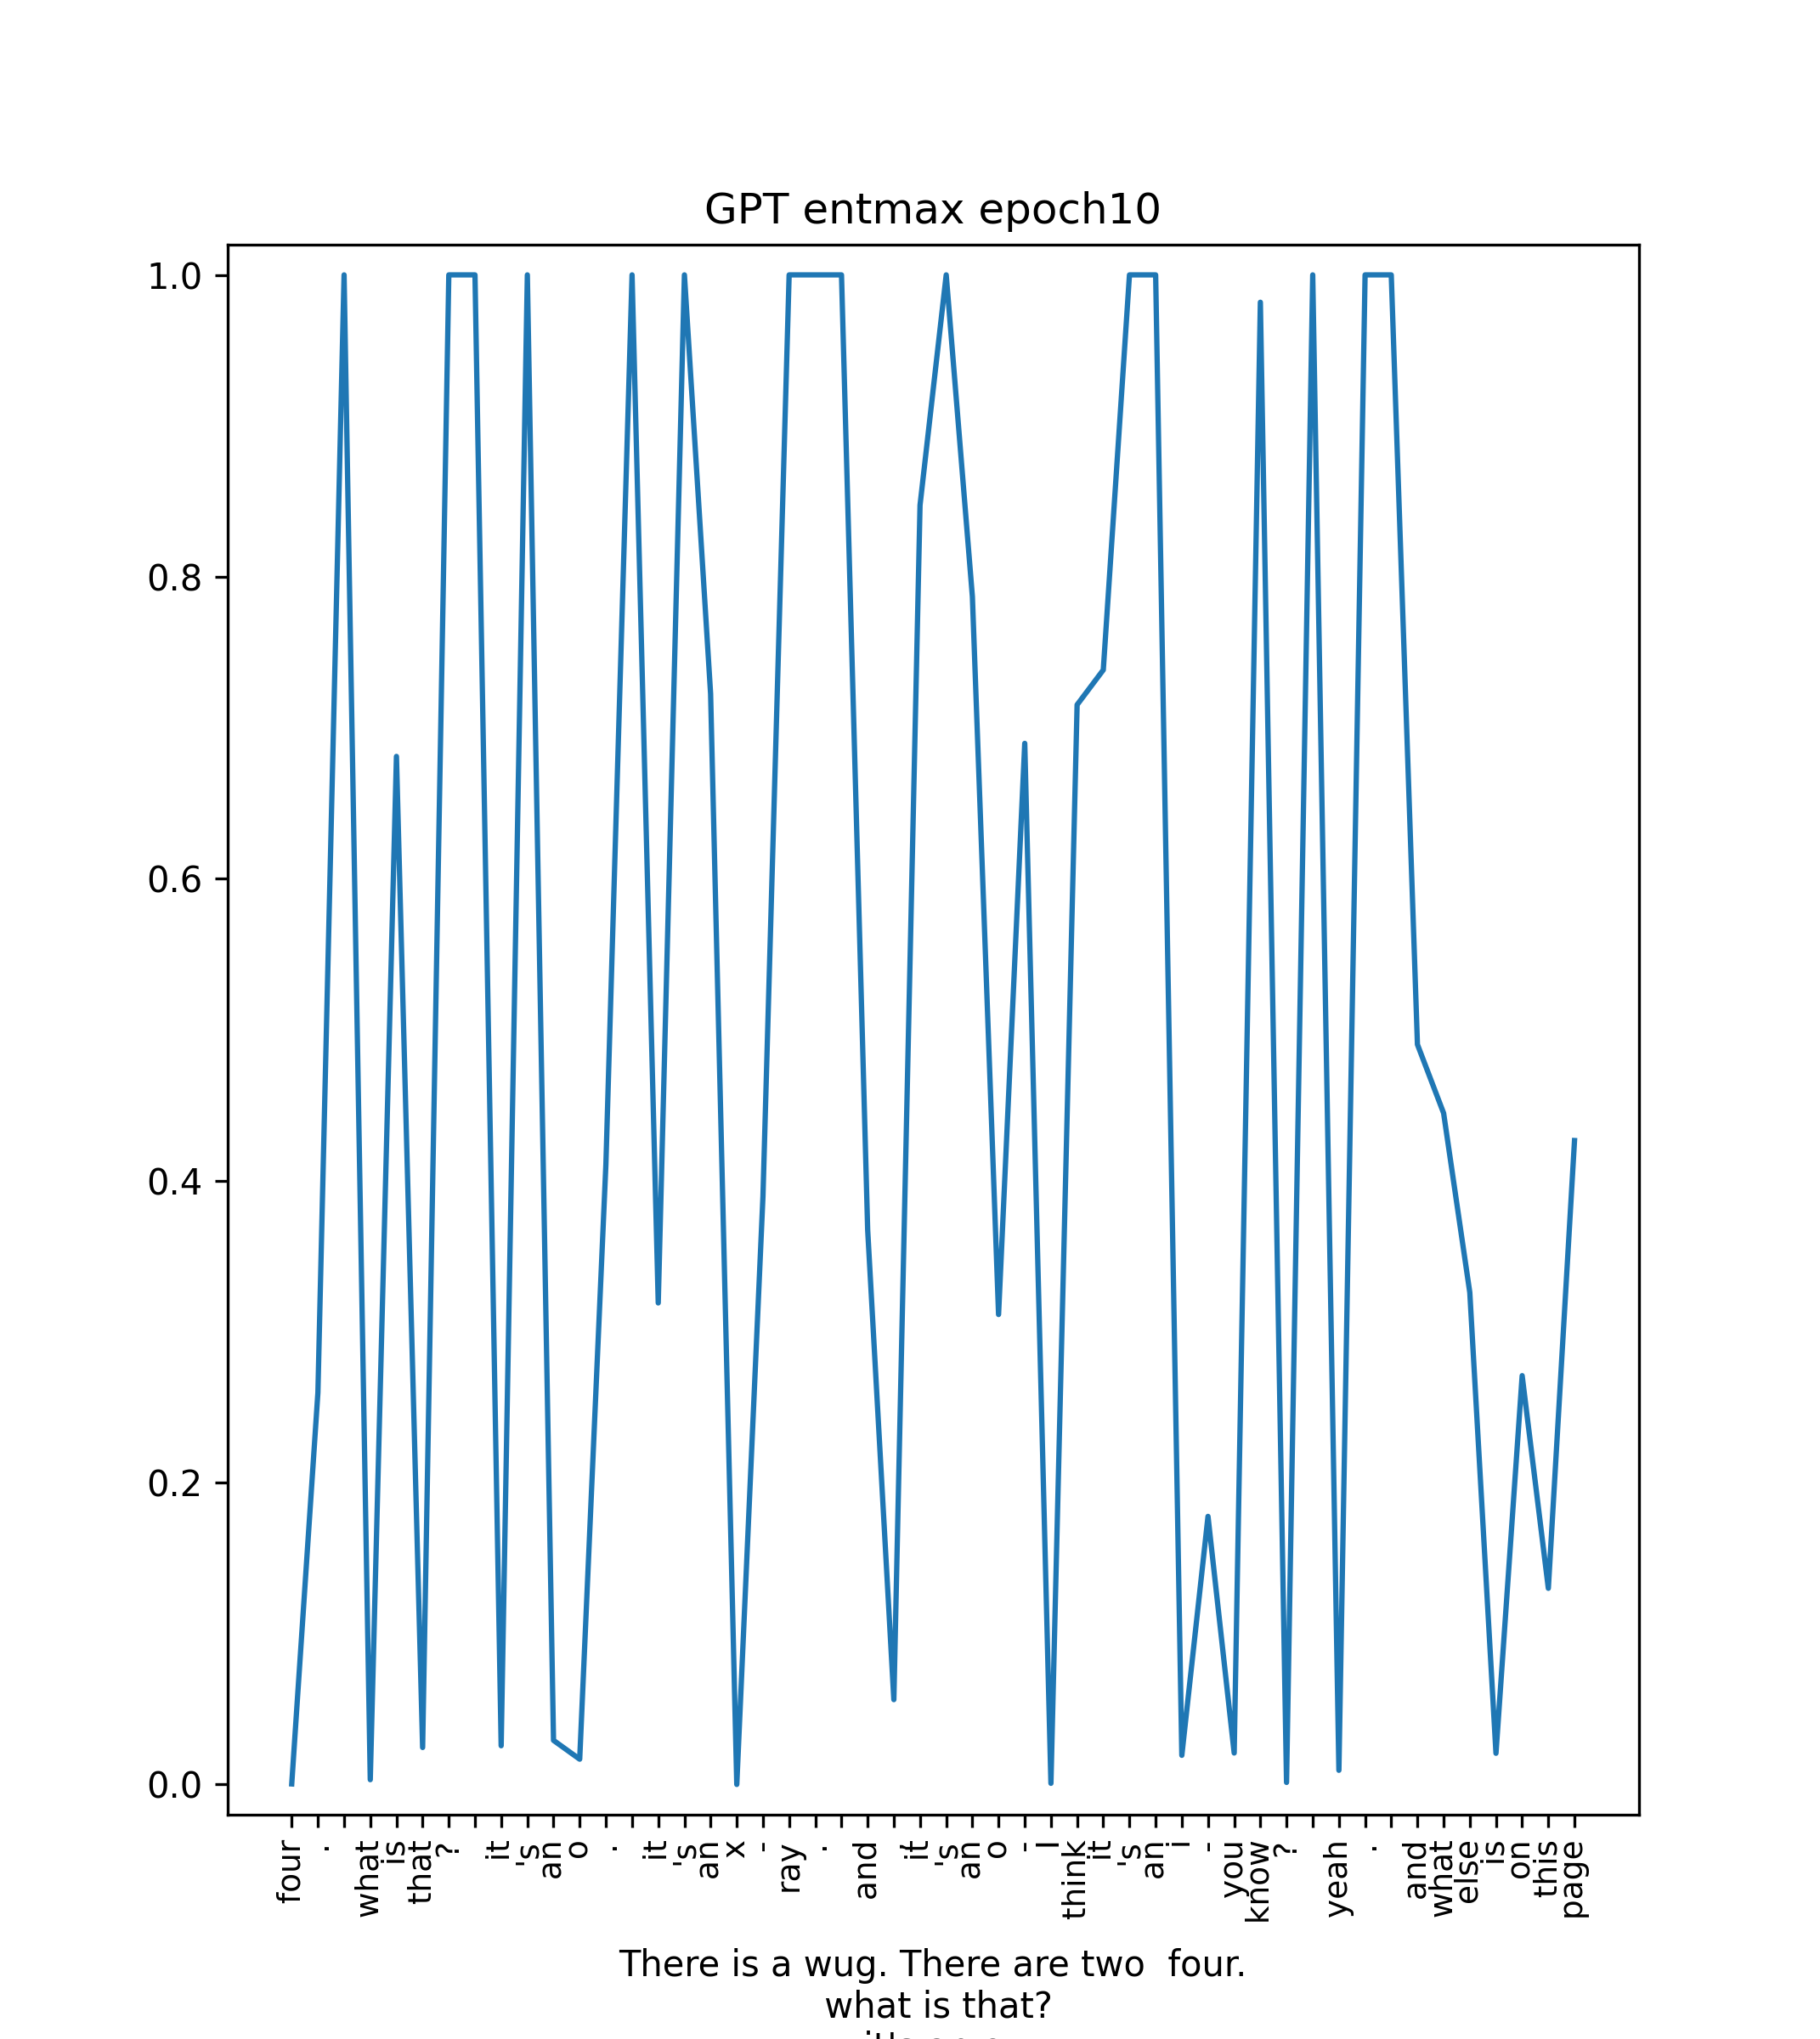 GPT entmax epoch10
1.0
0.8
0.6
0.4
0.2
0.0
four . what is that ? it 's an o . it 's an x - ray . and it 's an o - I think it 's an i - you know ? yeah . and what else is on this page
There is a wug. There are two  four.
what is that?